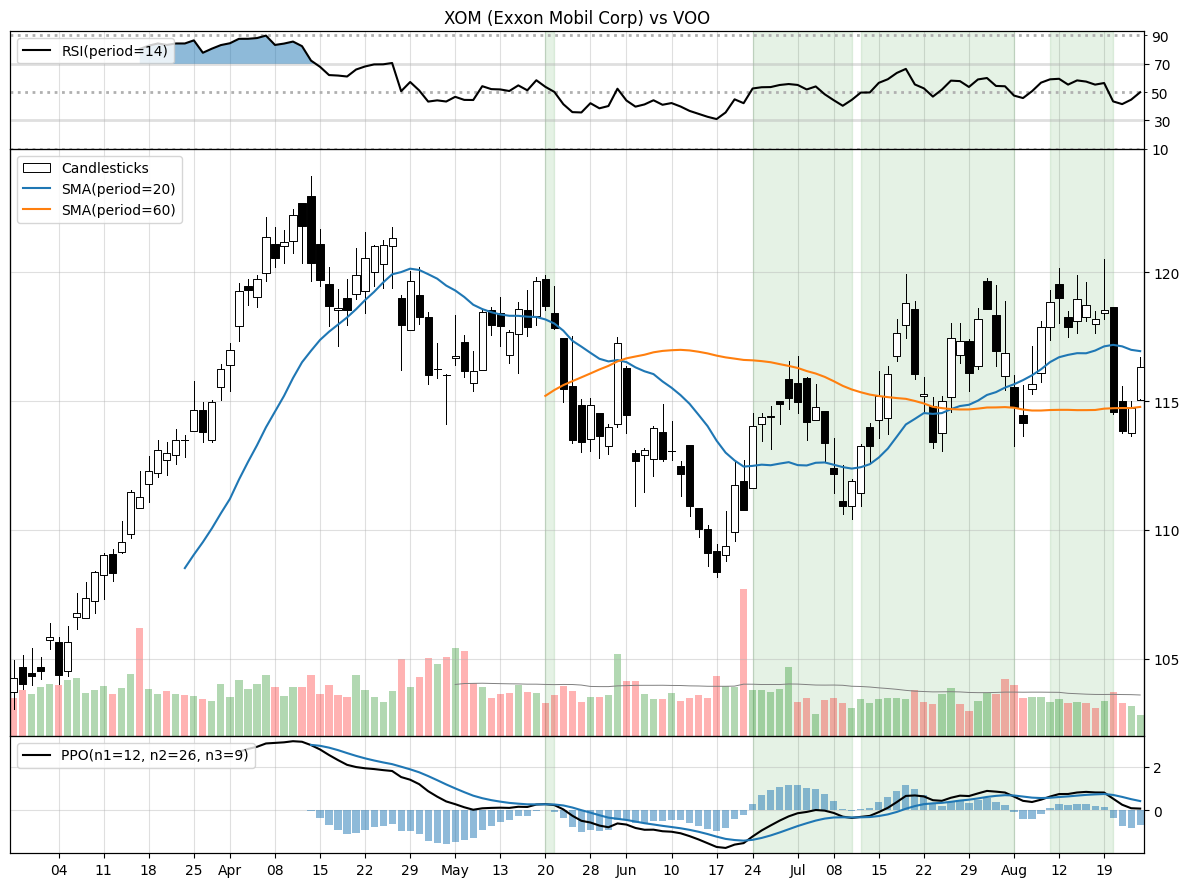 XOM (Exxon Mobil Corp) vs VOO
RSI(period=14)
90
70
50
30
10
Candlesticks
SMA(period=20)
SMA(period=60)
120
115
110
105
PPO(n1=12, n2=26, n3=9)
2
0
04 11 18 25 Apr 08 15 22 29 May 13 20 28 Jun 10 17 24 Jul 08 15 22 29 Aug 12 19